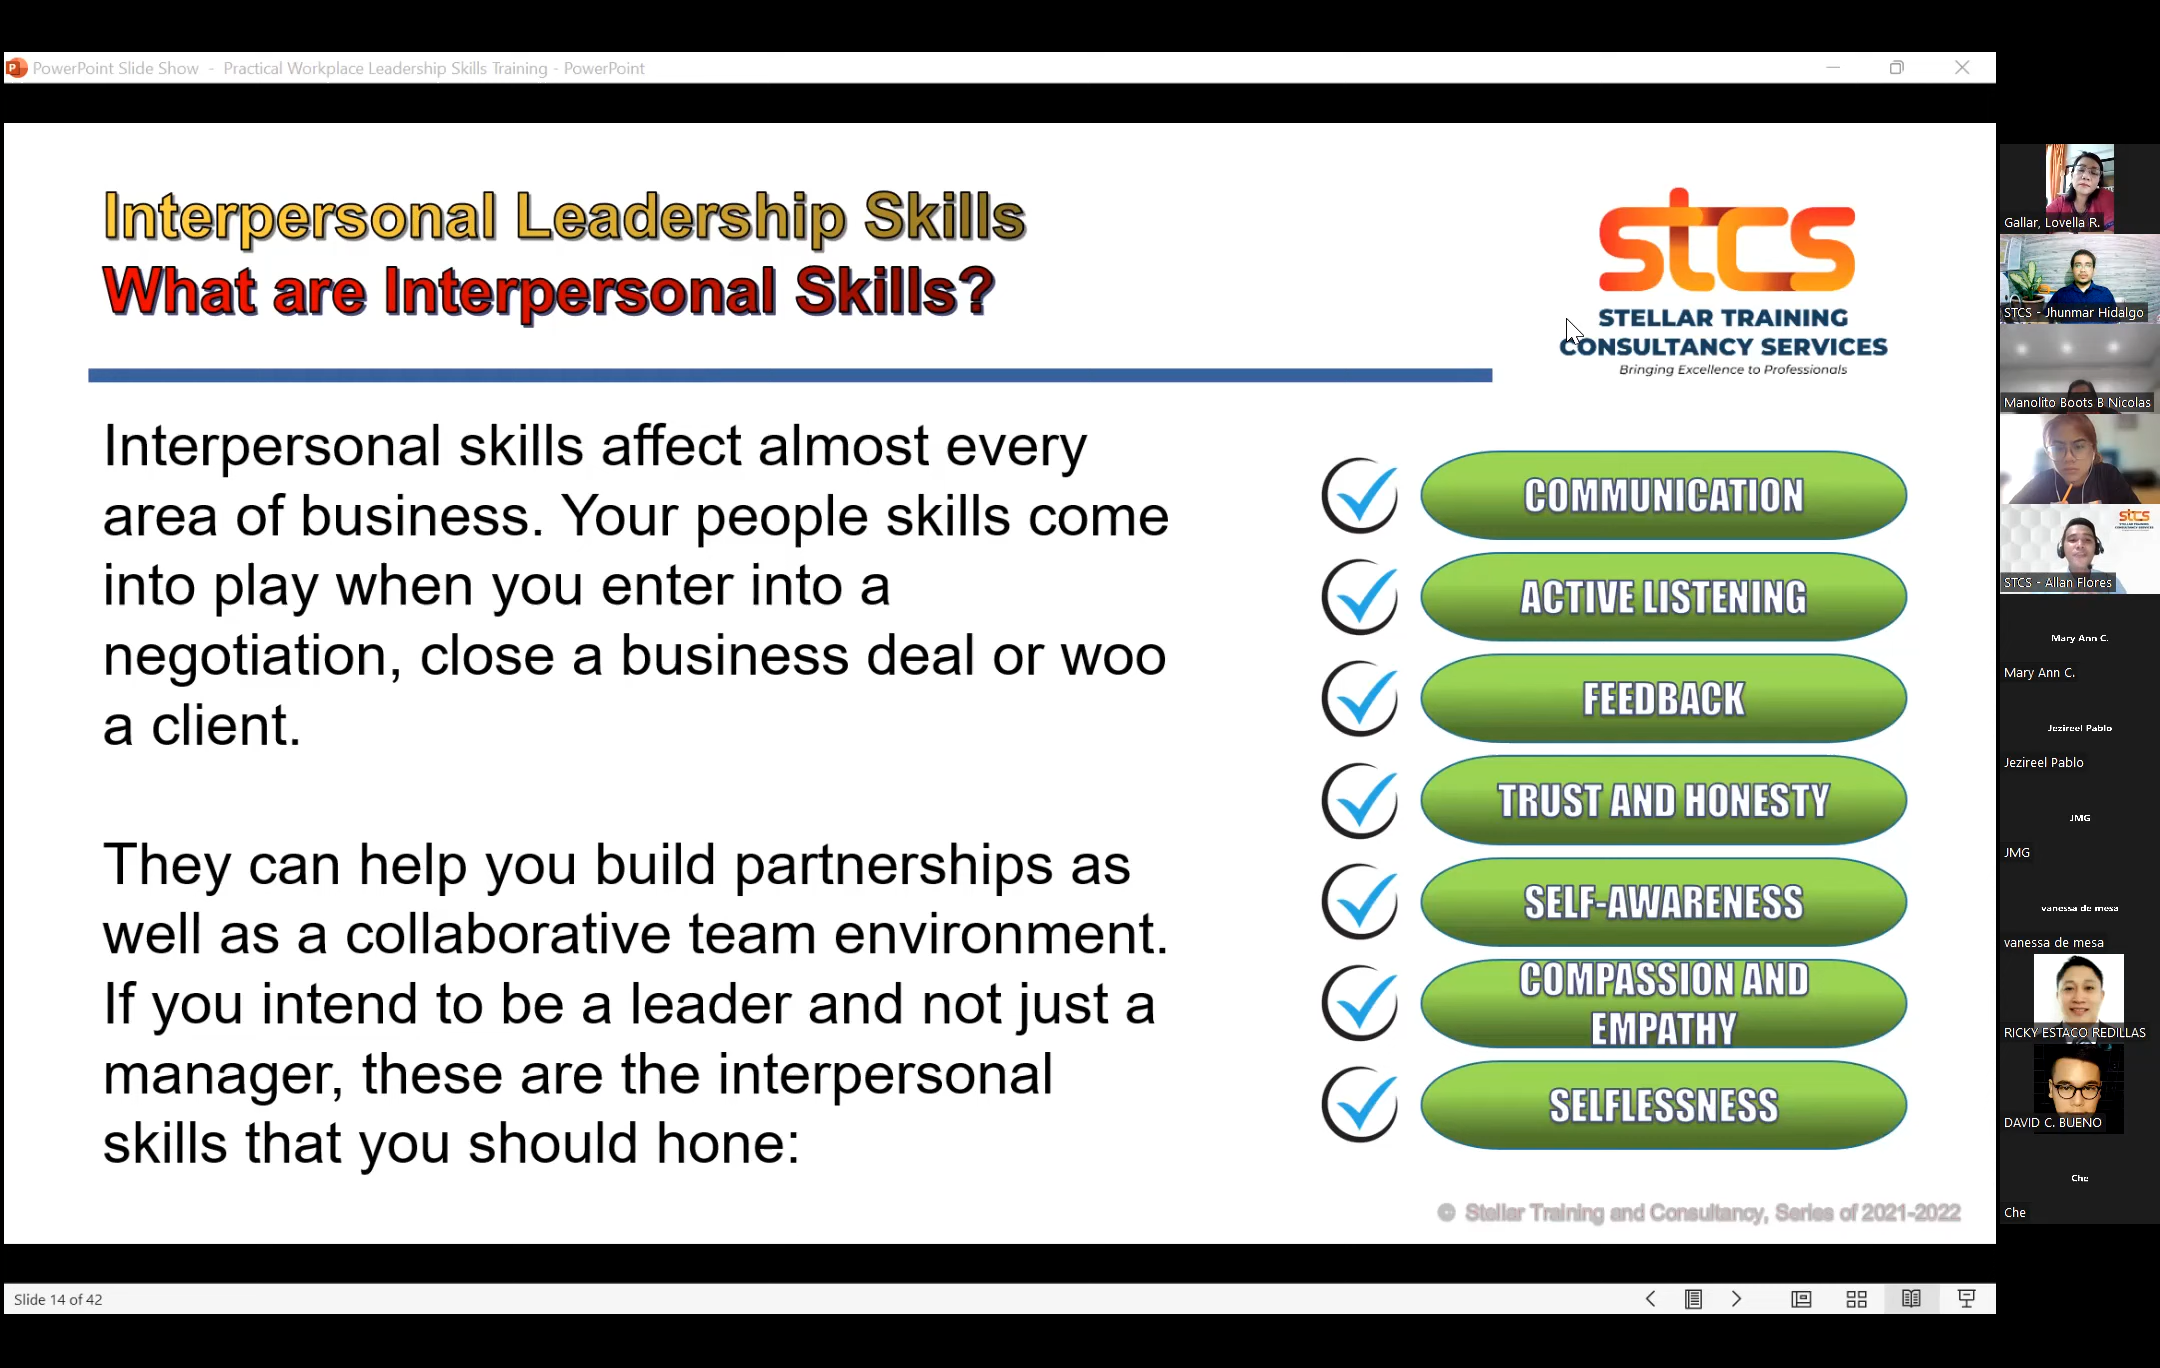 PowerPoint Slide Show - Practical Workplace Leadership Skills Training - PowerPoint
Interpersonal Leadership Skills
What are Interpersonal Skills?
stcs
STELLAR TRAINING
CONSULTANCY SERVICES
Bringing Excellence to Professionals
Interpersonal skills affect almost every
area of business. Your people skills come
into play when you enter into a
negotiation, close a business deal or woo
a client.
They can help you build partnerships as
well as a collaborative team environment.
If you intend to be a leader and not just a
manager, these are the interpersonal
skills that you should hone:
COMMUNICATION
ACTIVE LISTENING
FEEDBACK
TRUST AND HONESTY
SELF-AWARENESS
COMPASSION AND
EMPATHY
SELFLESSNESS
© Stellar Training and Consultancy, Series of 2021-2022
Slide 14 of 42
Gallar, Lovella R.
STCS - Jhunmar Hidalgo
Manolito Boots B Nicolas
stcs
STCS - Allan Flores
Mary Ann C.
Mary Ann C.
Jezireel Pablo
Jezireel Pablo
JMG
JMG
vanessa de mesa
vanessa de mesa
RICKY ESTACO REDILLAS
DAVID C. BUENO
Che
Che